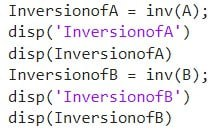 InversionofA = inv(A);
disp('InversionofA')
disp(InversionofA)
InversionofB = inv(B);
disp('InversionofB')
disp(InversionofB)